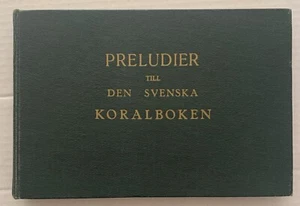 PRELUDIER
TILL
DEN SVENSKA
KORALBOKEN